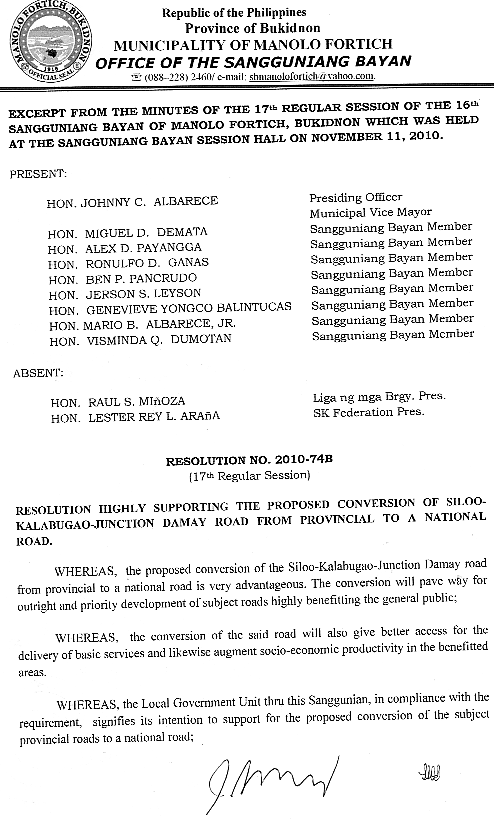 MANOLO FORTICH, BUKIDNON
OFFICIAL SEAL
Republic of the Philippines
Province of Bukidnon
MUNICIPALITY OF MANOLO FORTICH
OFFICE OF THE SANGGUNIANG BAYAN
☏ (088-228) 2460/ e-mail: sbmanolofortich@yahoo.com.
EXCERPT FROM THE MINUTES OF THE 17th REGULAR SESSION OF THE 16th
SANGGUNIANG BAYAN OF MANOLO FORTICH, BUKIDNON WHICH WAS HELD
AT THE SANGGUNIANG BAYAN SESSION HALL ON NOVEMBER 11, 2010.
PRESENT:
HON. JOHNNY C. ALBARECE Presiding Officer
Municipal Vice Mayor
HON. MIGUEL D. DEMATA Sangguniang Bayan Member
HON. ALEX D. PAYANGGA Sangguniang Bayan Member
HON. RONULFO D. GANAS Sangguniang Bayan Member
HON. BEN P. PANCRUDO Sangguniang Bayan Member
HON. JERSON S. LEYSON Sangguniang Bayan Member
HON. GENEVIEVE YONGCO BALINTUCAS Sangguniang Bayan Member
HON. MARIO B. ALBARECE, JR. Sangguniang Bayan Member
HON. VISMINDA Q. DUMOTAN Sangguniang Bayan Member
ABSENT:
HON. RAUL S. MIñOZA Liga ng mga Brgy. Pres.
HON. LESTER REY L. ARAñA SK Federation Pres.
RESOLUTION NO. 2010-74B
(17th Regular Session)
RESOLUTION HIGHLY SUPPORTING THE PROPOSED CONVERSION OF SILOO-
KALABUGAO-JUNCTION DAMAY ROAD FROM PROVINCIAL TO A NATIONAL
ROAD.
WHEREAS, the proposed conversion of the Siloo-Kalabugao-Junction Damay road
from provincial to a national road is very advantageous. The conversion will pave way for
outright and priority development of subject roads highly benefitting the general public;
WHEREAS, the conversion of the said road will also give better access for the
delivery of basic services and likewise augment socio-economic productivity in the benefitted
areas.
WHEREAS, the Local Government Unit thru this Sanggunian, in compliance with the
requirement, signifies its intention to support for the proposed conversion of the subject
provincial roads to a national road;